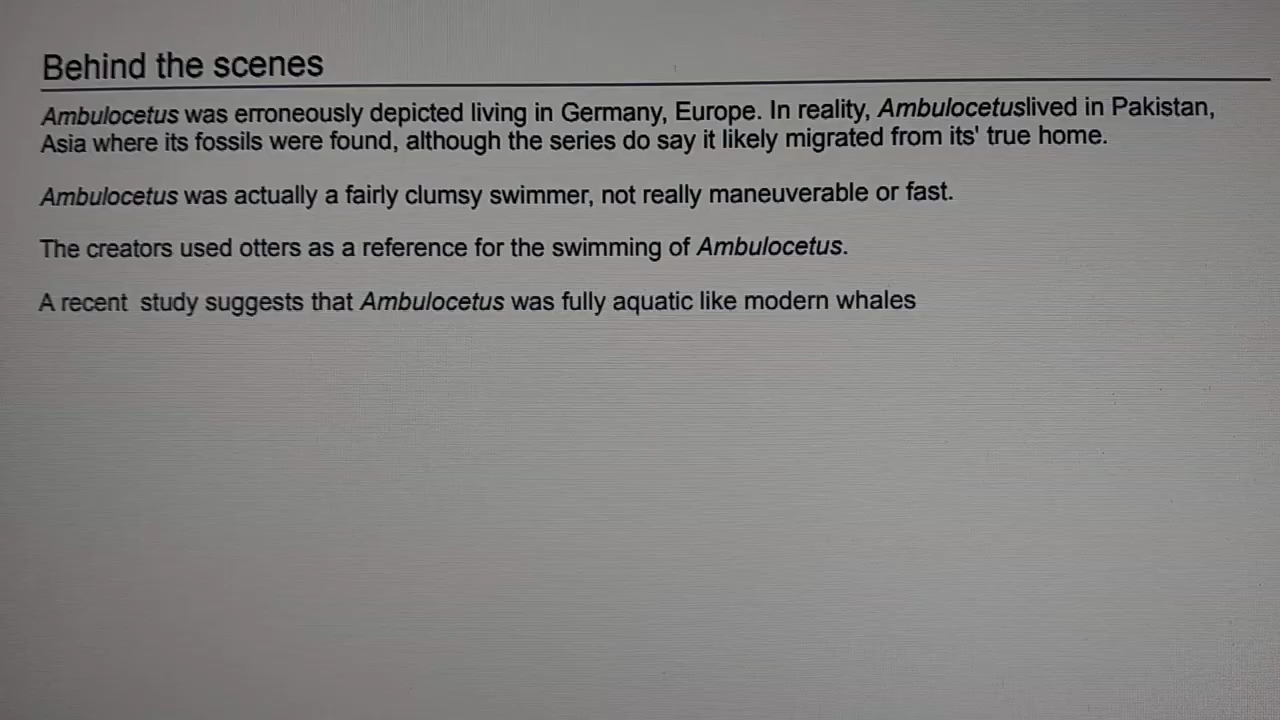 Behind the scenes
Ambulocetus was erroneously depicted living in Germany, Europe. In reality, Ambulocetuslived in Pakistan,
Asia where its fossils were found, although the series do say it likely migrated from its' true home.
Ambulocetus was actually a fairly clumsy swimmer, not really maneuverable or fast.
The creators used otters as a reference for the swimming of Ambulocetus.
A recent  study suggests that Ambulocetus was fully aquatic like modern whales